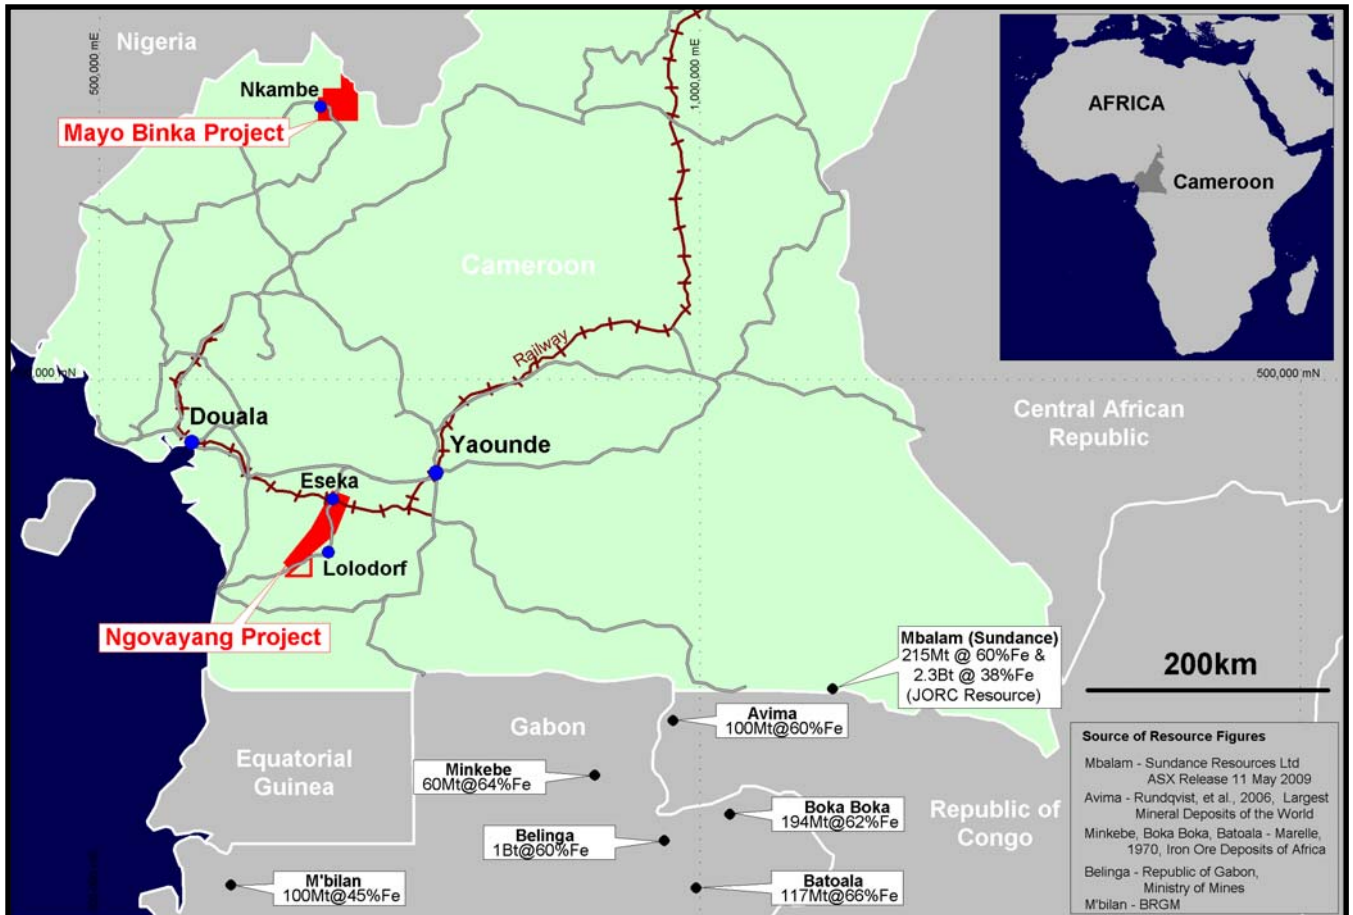 Nigeria
500,000 mE
1,000,000 mE
Nkambe
Mayo Binka Project
AFRICA
Cameroon
Cameroon
Railway
,000 mN
500,000 mN
Douala
Yaounde
Eseka
Lolodorf
Central African
Republic
Ngovayang Project
Mbalam (Sundance)
215Mt @ 60%Fe &
2.3Bt @ 38%Fe
(JORC Resource)
200km
Avima
100Mt@60%Fe
Gabon
Equatorial
Guinea
Minkebe
60Mt@64%Fe
Boka Boka
194Mt@62%Fe
Republic of
Congo
Belinga
1Bt@60%Fe
M'bilan
100Mt@45%Fe
Batoala
117Mt@66%Fe
Source of Resource Figures
Mbalam - Sundance Resources Ltd
ASX Release 11 May 2009
Avima - Rundqvist, et al., 2006, Largest
Mineral Deposits of the World
Minkebe, Boka Boka, Batoala - Marelle,
1970, Iron Ore Deposits of Africa
Belinga - Republic of Gabon,
Ministry of Mines
M'bilan - BRGM